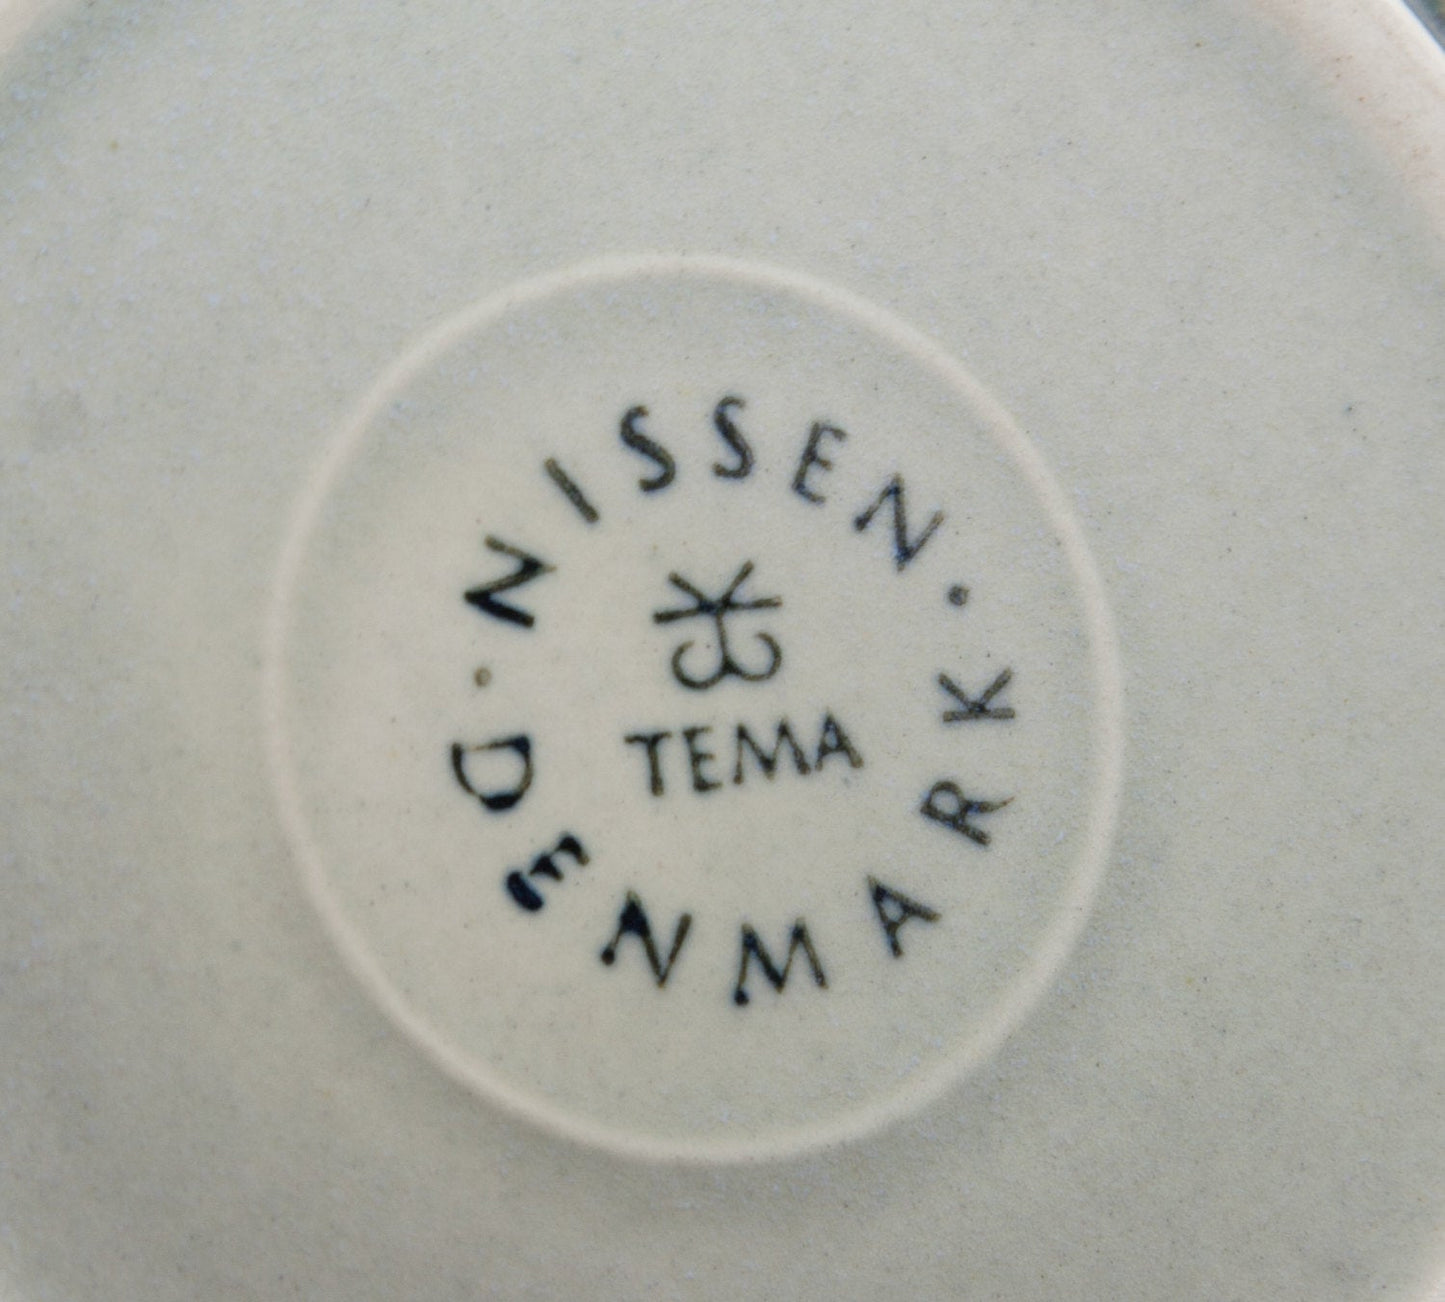 NISSEN · DENMARK ·
TEMA